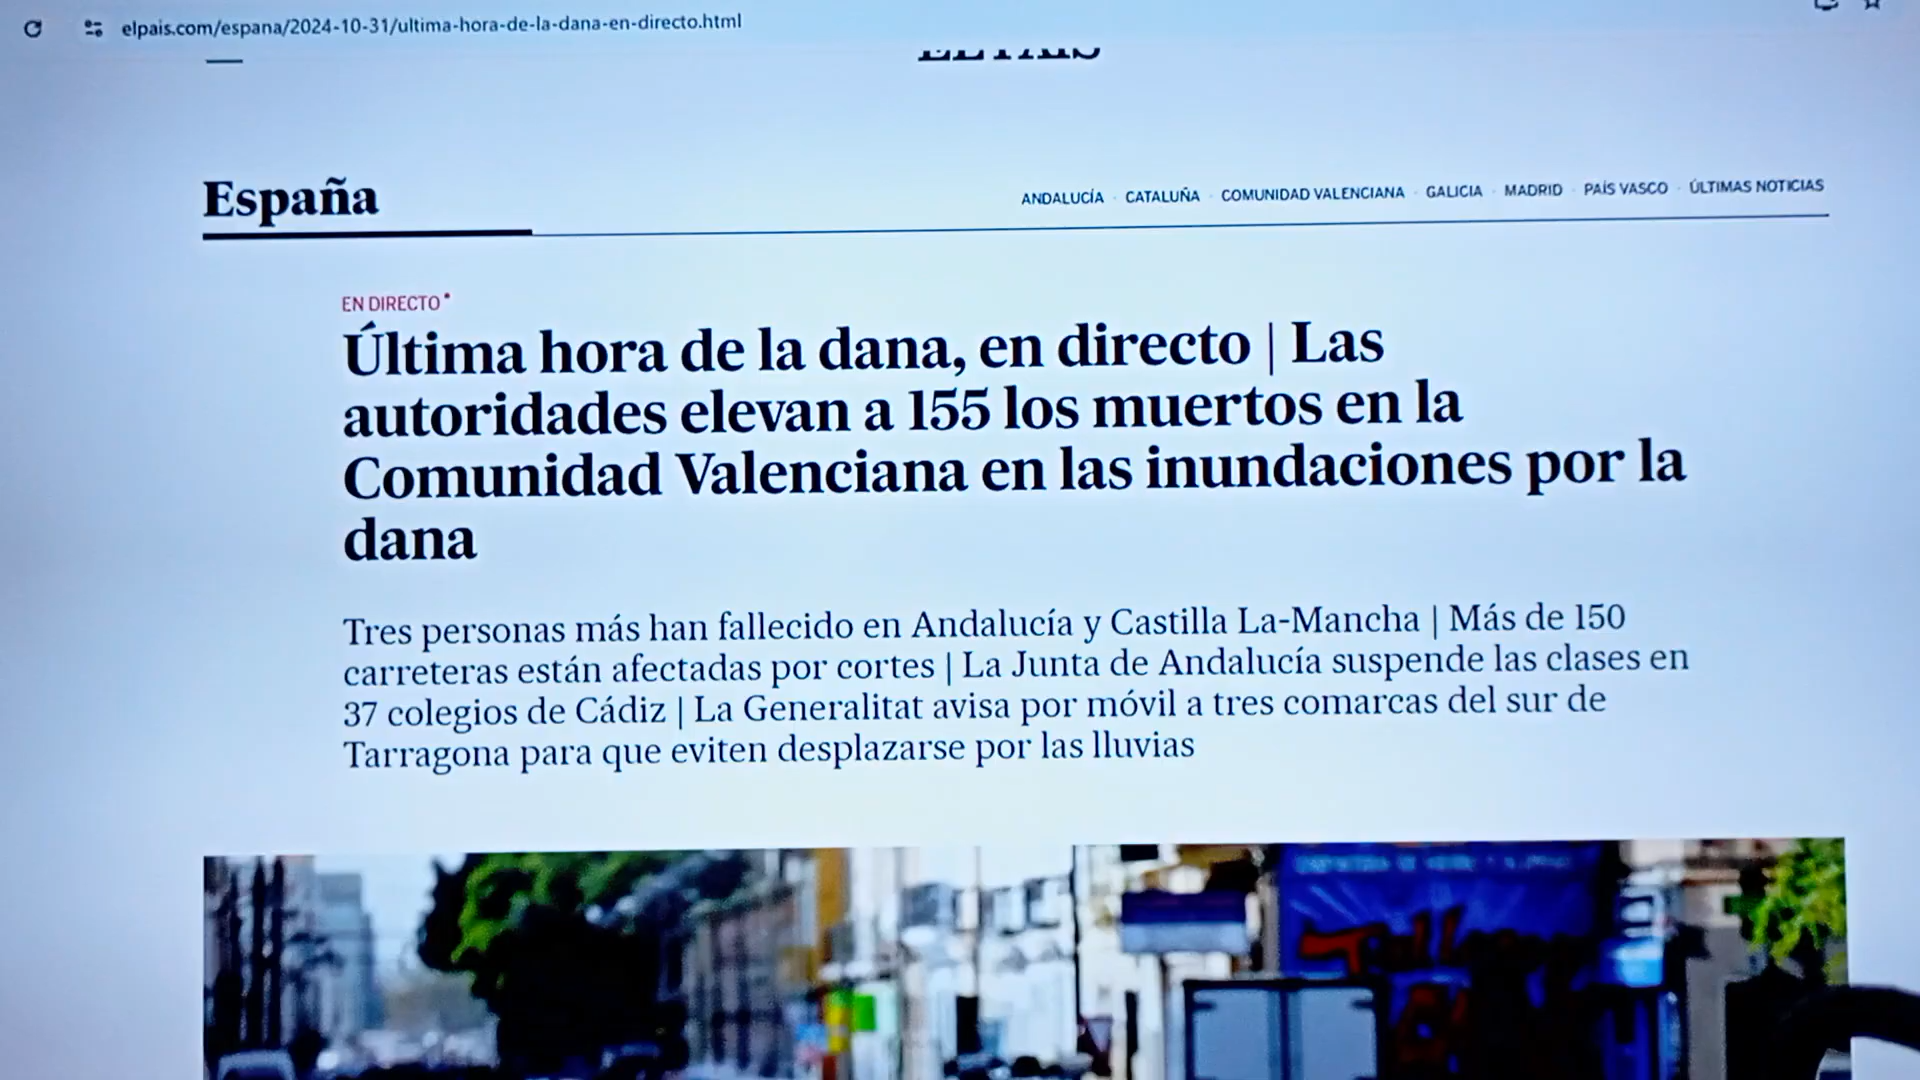 elpais.com/espana/2024-10-31/ultima-hora-de-la-dana-en-directo.html
España
ANDALUCÍA · CATALUÑA · COMUNIDAD VALENCIANA · GALICIA · MADRID · PAÍS VASCO · ÚLTIMAS NOTICIAS
EN DIRECTO
Última hora de la dana, en directo | Las
autoridades elevan a 155 los muertos en la
Comunidad Valenciana en las inundaciones por la
dana
Tres personas más han fallecido en Andalucía y Castilla La-Mancha | Más de 150
carreteras están afectadas por cortes | La Junta de Andalucía suspende las clases en
37 colegios de Cádiz | La Generalitat avisa por móvil a tres comarcas del sur de
Tarragona para que eviten desplazarse por las lluvias